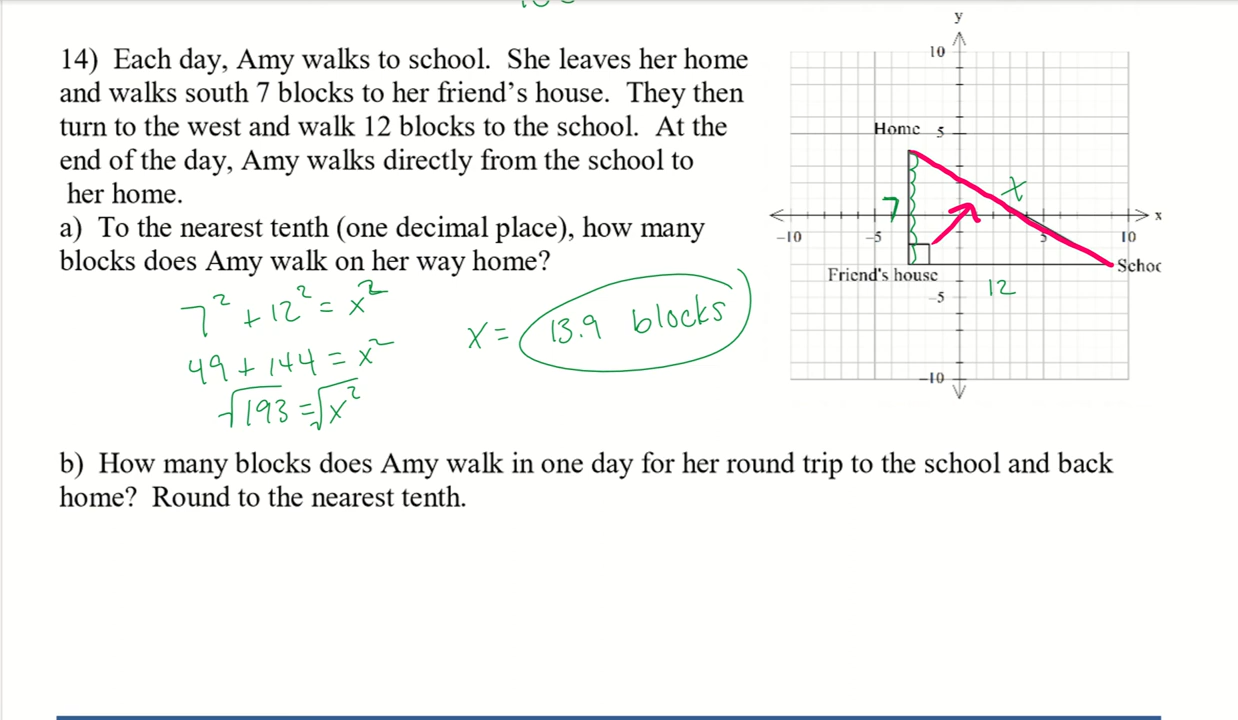 14) Each day, Amy walks to school. She leaves her home
and walks south 7 blocks to her friend's house. They then
turn to the west and walk 12 blocks to the school. At the
end of the day, Amy walks directly from the school to
her home.
a) To the nearest tenth (one decimal place), how many
blocks does Amy walk on her way home?
7² + 12² = x²
49 + 144 = x²
√193 = √x²
x = 13.9 blocks
y
10
Home 5
7
x
x
-10 -5 5 10
Friend's house
Schoc
-5
12
-10
b) How many blocks does Amy walk in one day for her round trip to the school and back
home? Round to the nearest tenth.